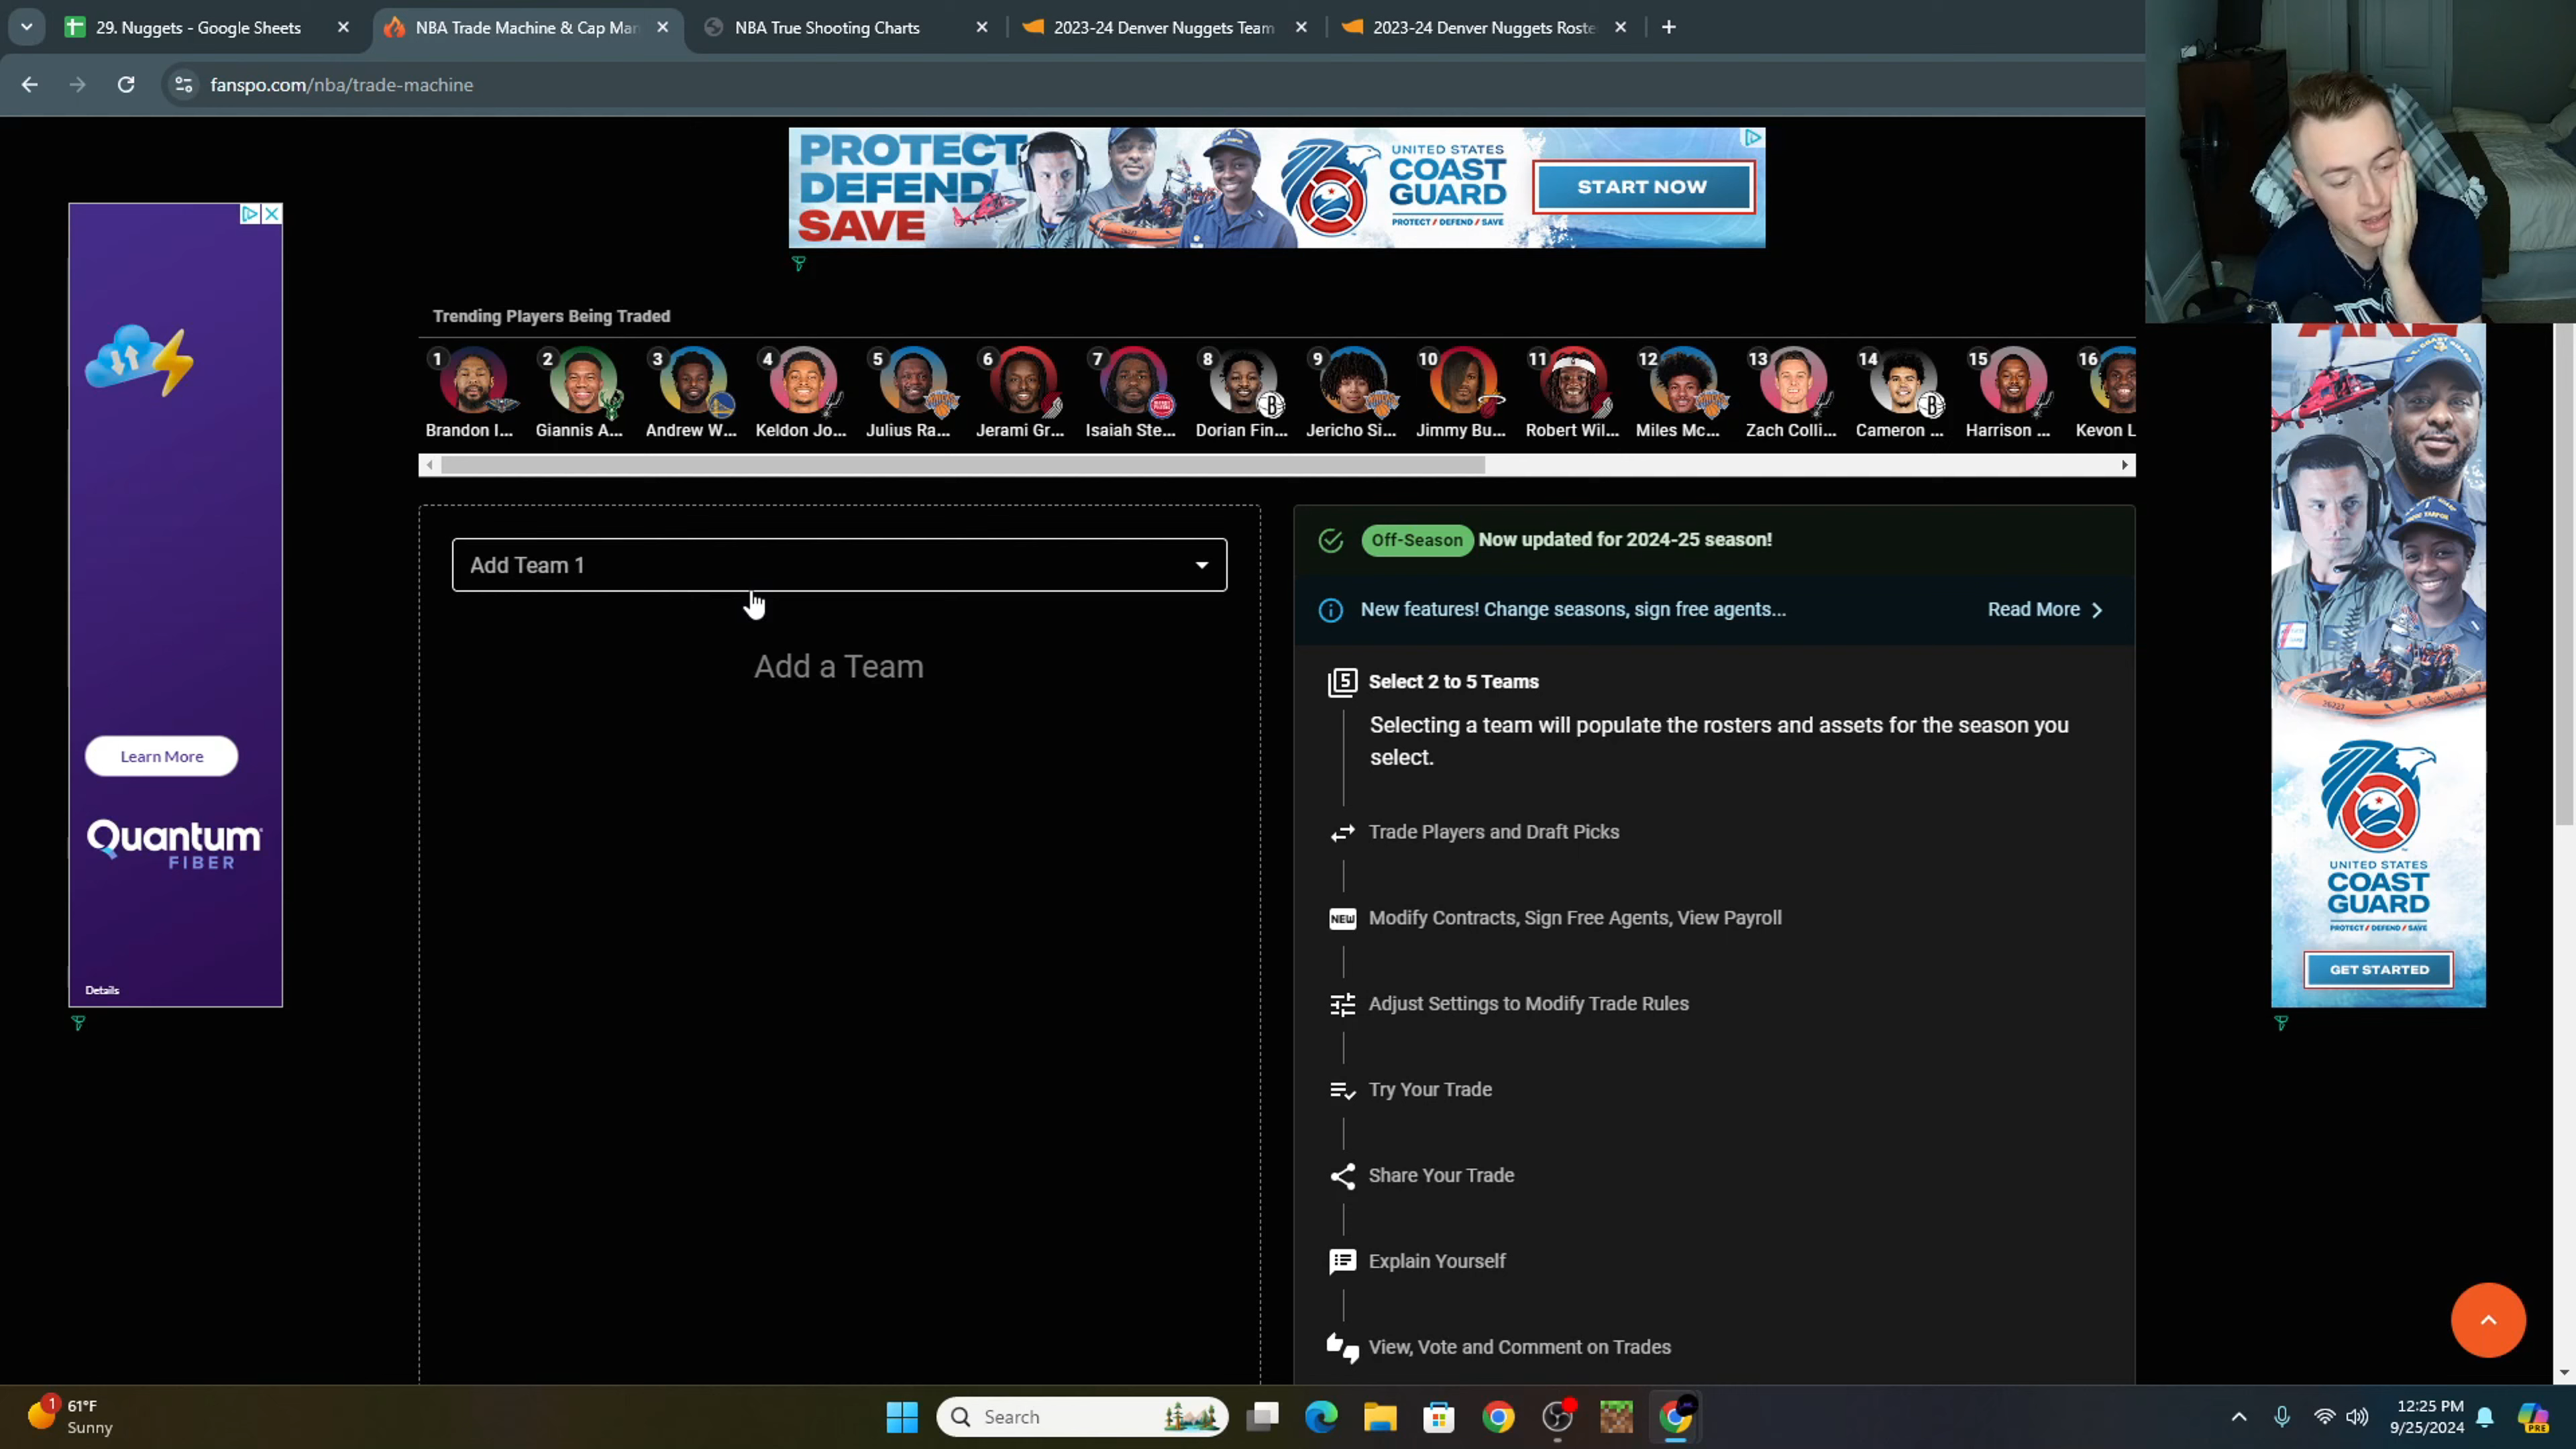 29. Nuggets - Google Sheets
NBA Trade Machine & Cap Man
NBA True Shooting Charts
2023-24 Denver Nuggets Team
2023-24 Denver Nuggets Roste
fanspo.com/nba/trade-machine
PROTECT
DEFEND
SAVE
UNITED STATES
COAST
GUARD
PROTECT / DEFEND / SAVE
START NOW
Trending Players Being Traded
1 2 3 4 5 6 7 8 9 10 11 12 13 14 15 16
Brandon I... Giannis A... Andrew W... Keldon Jo... Julius Ra... Jerami Gr... Isaiah Ste... Dorian Fin... Jericho Si... Jimmy Bu... Robert Wil... Miles Mc... Zach Colli... Cameron ... Harrison ... Kevon L
Add Team 1
Add a Team
Off-Season Now updated for 2024-25 season!
New features! Change seasons, sign free agents...
Read More
5 Select 2 to 5 Teams
Selecting a team will populate the rosters and assets for the season you
select.
Trade Players and Draft Picks
NEW Modify Contracts, Sign Free Agents, View Payroll
Adjust Settings to Modify Trade Rules
Try Your Trade
Share Your Trade
Explain Yourself
View, Vote and Comment on Trades
Learn More
Quantum
FIBER
Details
UNITED STATES
COAST
GUARD
PROTECT / DEFEND / SAVE
GET STARTED
1
61°F
Sunny
Search
12:25 PM
9/25/2024
PRE